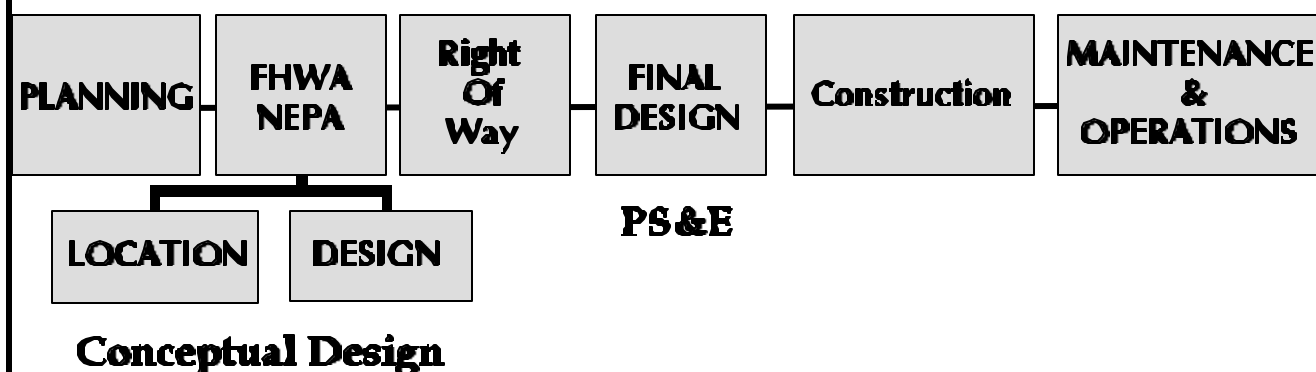 PLANNING
FHWA
NEPA
Right
Of
Way
FINAL
DESIGN
Construction
MAINTENANCE
&
OPERATIONS
LOCATION
DESIGN
PS&E
Conceptual Design